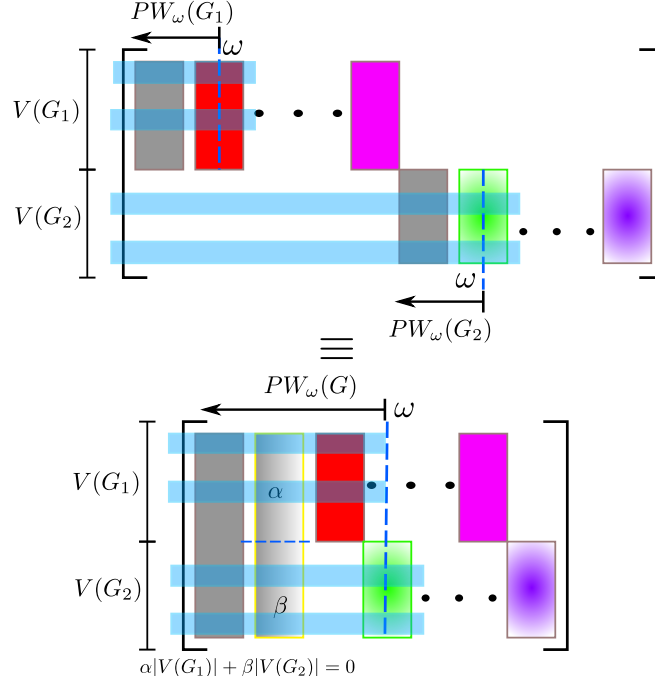 PW_ω(G_1)
ω
V(G_1)
V(G_2)
ω
PW_ω(G_2)
≡
PW_ω(G)
ω
V(G_1)
α
V(G_2)
β
α|V(G_1)| + β|V(G_2)| = 0